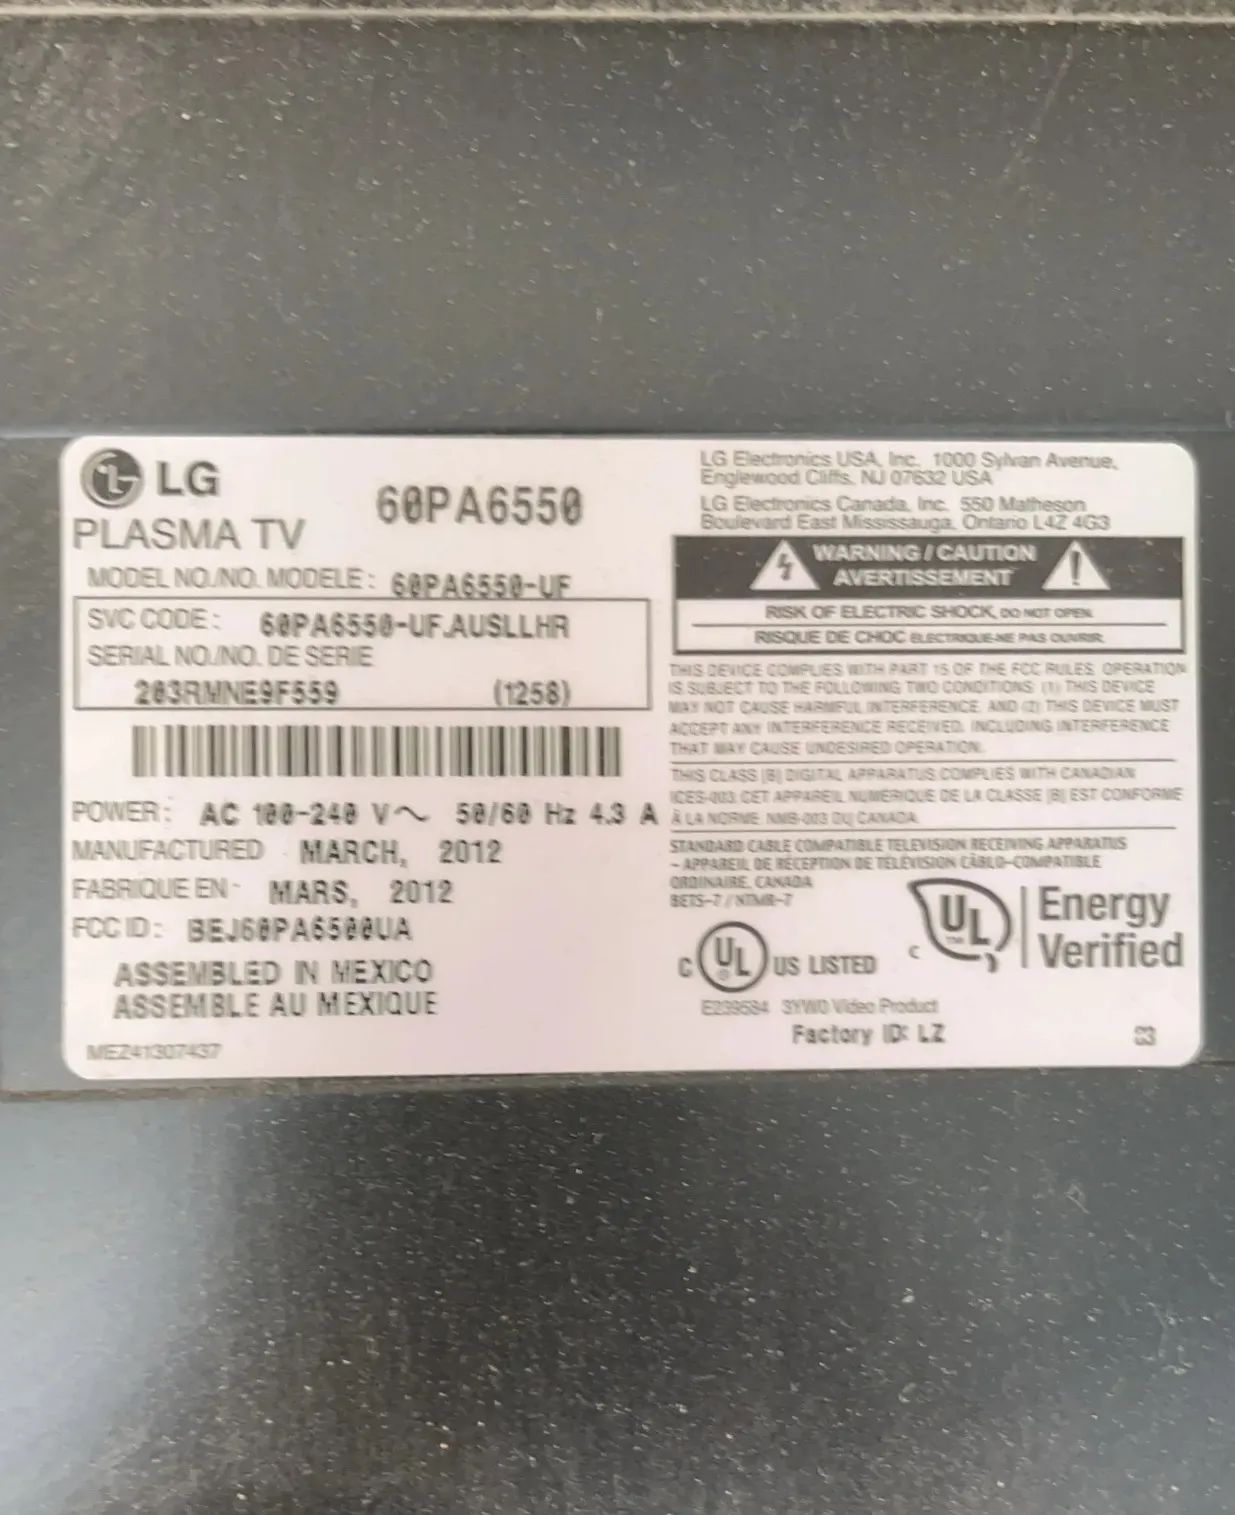 LG
PLASMA TV
60PA6550
MODEL NO./NO. MODELE : 60PA6550-UF
SVC CODE : 60PA6550-UF.AUSLLHR
SERIAL NO./NO. DE SERIE
203RMNE9F559 (1258)
POWER : AC 100-240 V～ 50/60 Hz 4.3 A
MANUFACTURED MARCH, 2012
FABRIQUE EN : MARS, 2012
FCC ID : BEJ60PA6500UA
ASSEMBLED IN MEXICO
ASSEMBLE AU MEXIQUE
MEZ41307437
LG Electronics USA, Inc. 1000 Sylvan Avenue,
Englewood Cliffs, NJ 07632 USA
LG Electronics Canada, Inc. 550 Matheson
Boulevard East Mississauga, Ontario L4Z 4G3
WARNING / CAUTION
AVERTISSEMENT
RISK OF ELECTRIC SHOCK, DO NOT OPEN.
RISQUE DE CHOC ELECTRIQUE-NE PAS OUVRIR.
THIS DEVICE COMPLIES WITH PART 15 OF THE FCC RULES. OPERATION
IS SUBJECT TO THE FOLLOWING TWO CONDITIONS: (1) THIS DEVICE
MAY NOT CAUSE HARMFUL INTERFERENCE, AND (2) THIS DEVICE MUST
ACCEPT ANY INTERFERENCE RECEIVED, INCLUDING INTERFERENCE
THAT MAY CAUSE UNDESIRED OPERATION.
THIS CLASS [B] DIGITAL APPARATUS COMPLIES WITH CANADIAN
ICES-003. CET APPAREIL NUMÉRIQUE DE LA CLASSE [B] EST CONFORME
À LA NORME NMB-003 DU CANADA.
STANDARD CABLE COMPATIBLE TELEVISION RECEIVING APPARATUS
- APPAREIL DE RÉCEPTION DE TÉLÉVISION CÂBLO-COMPATIBLE
ORDINAIRE, CANADA
BETS-7 / NTMR-7
C UL ® US LISTED
C UL TM Energy
Verified
E239584 3YW0 Video Product
Factory ID: LZ
03